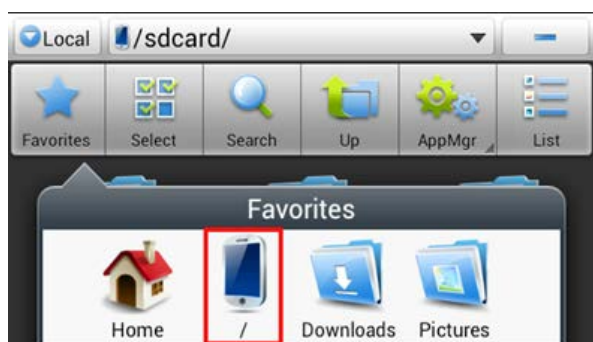 Local /sdcard/
Favorites Select Search Up AppMgr List
Favorites
Home / Downloads Pictures